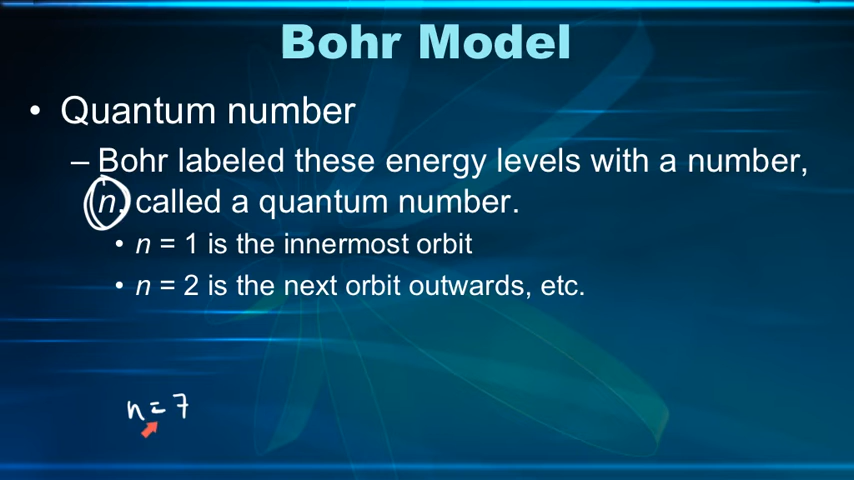 Bohr Model
• Quantum number
– Bohr labeled these energy levels with a number,
n, called a quantum number.
• n = 1 is the innermost orbit
• n = 2 is the next orbit outwards, etc.
n = 7